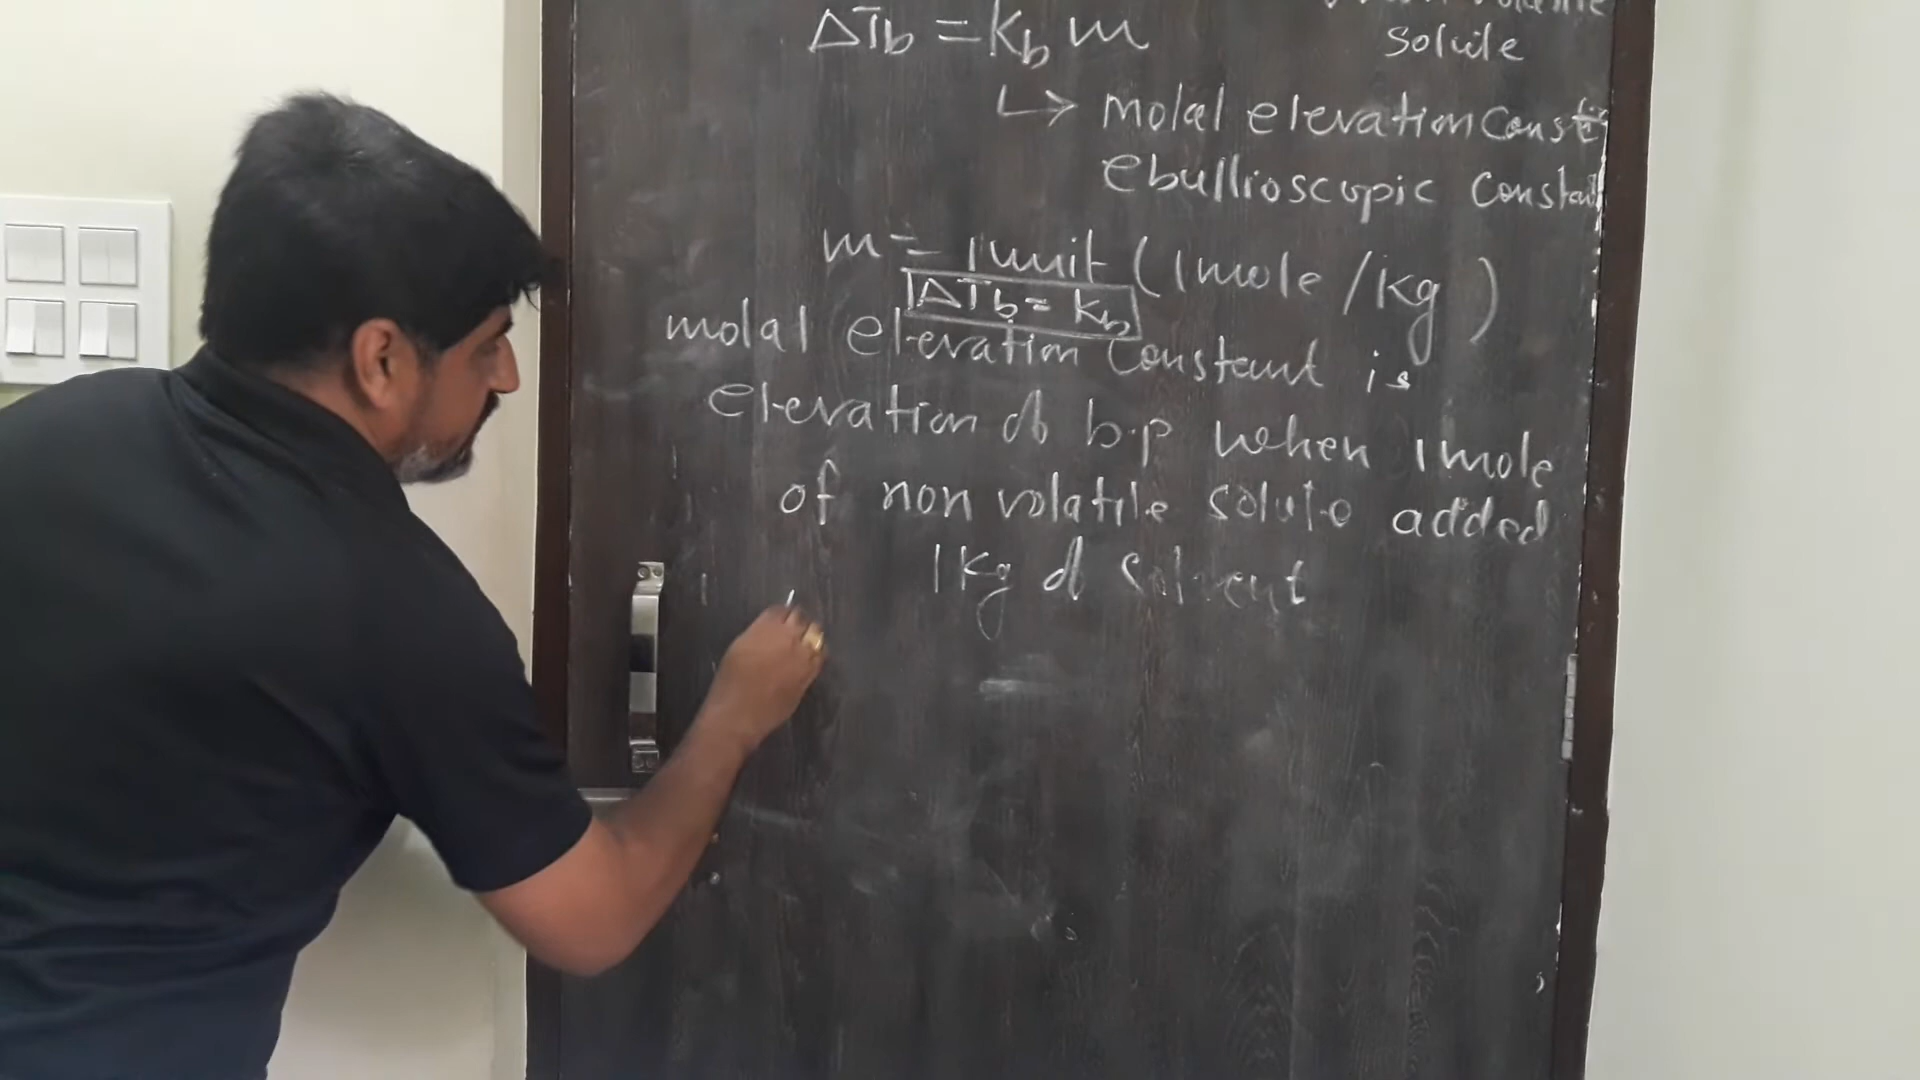 ΔTb = Kb m
solute
↳ molal elevation Const
ebullioscopic Constant
m = 1 unit (1mole/kg)
ΔTb = Kb
molal elevation Constant is
elevation of b.p when 1mole
of non volatile solute added
1Kg of solvent